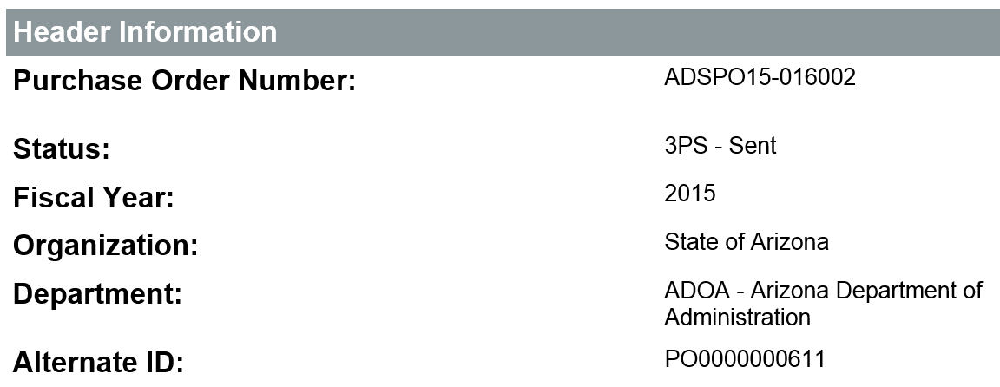 Header Information
Purchase Order Number: ADSPO15-016002
Status: 3PS - Sent
Fiscal Year: 2015
Organization: State of Arizona
Department: ADOA - Arizona Department of
Administration
Alternate ID: PO0000000611